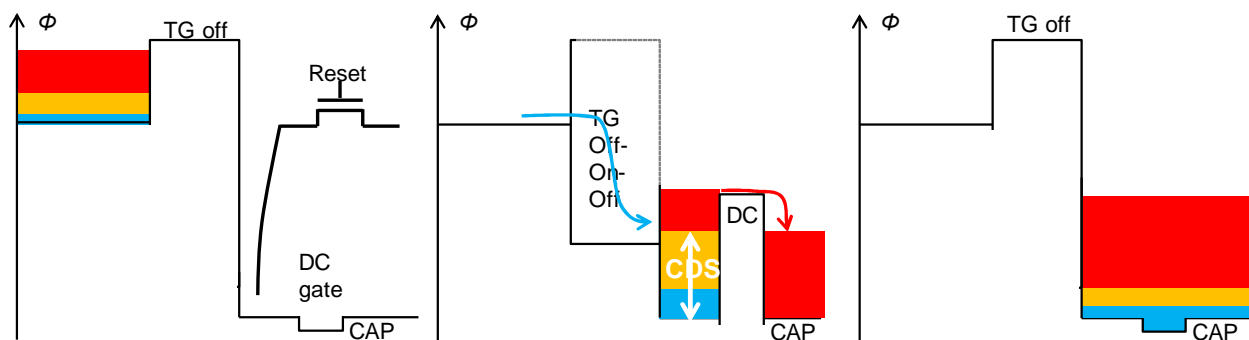 Φ
TG off
Reset
DC
gate
CAP
Φ
TG
Off-
On-
Off
DC
CDS
CAP
Φ
TG off
CAP